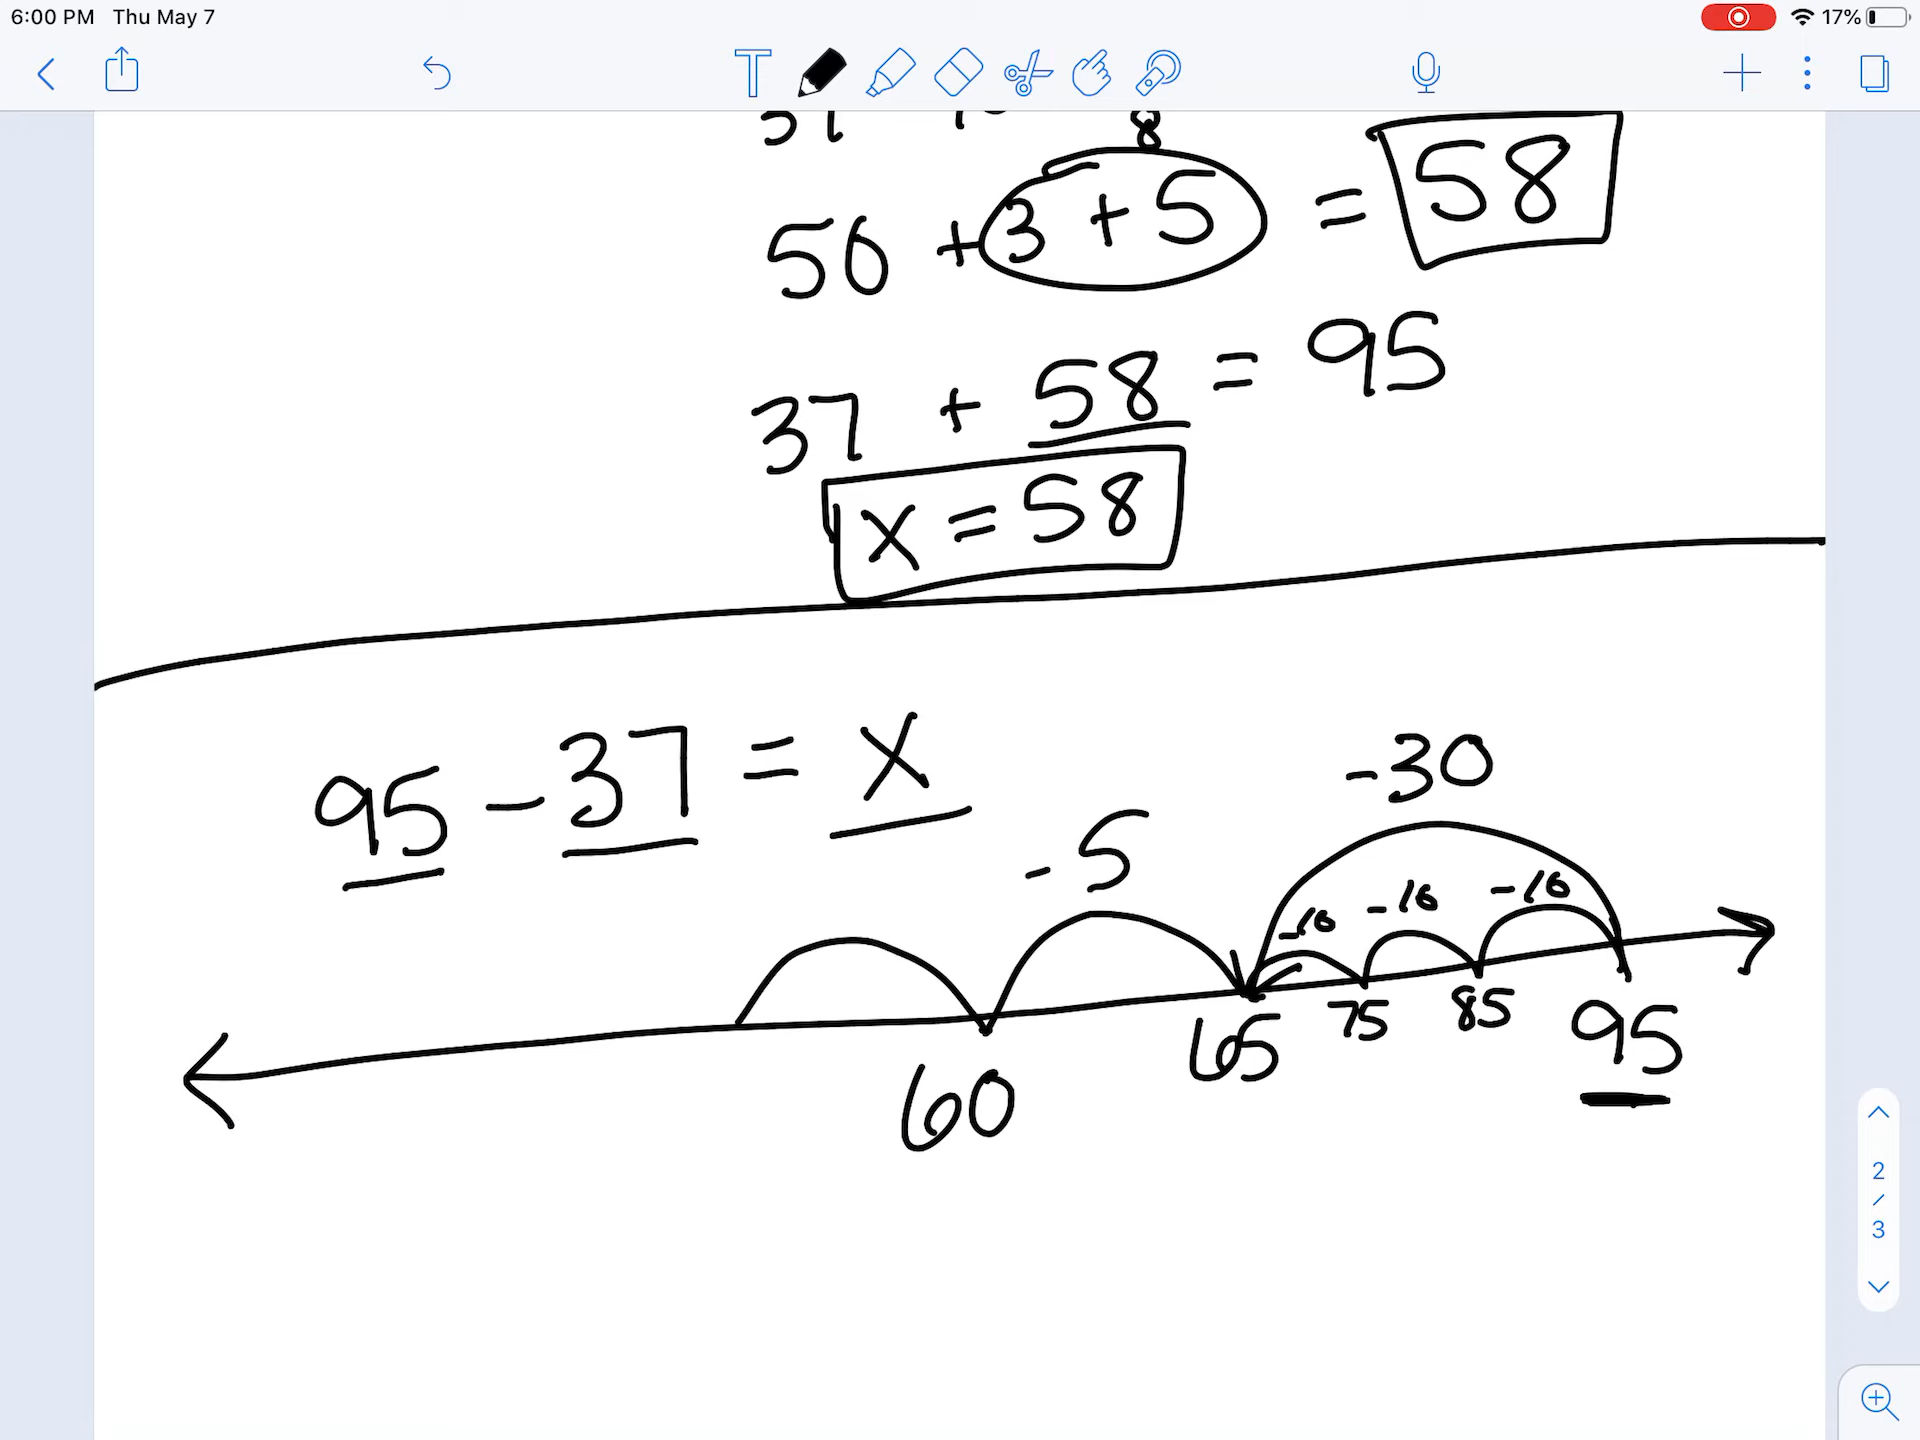 6:00 PM Thu May 7
17%
T
8
50 + 3 + 5 = 58
37 + 58 = 95
x = 58
95 - 37 = x
-30
-5
-10 -10 -10
60 65 75 85 95
2
/
3